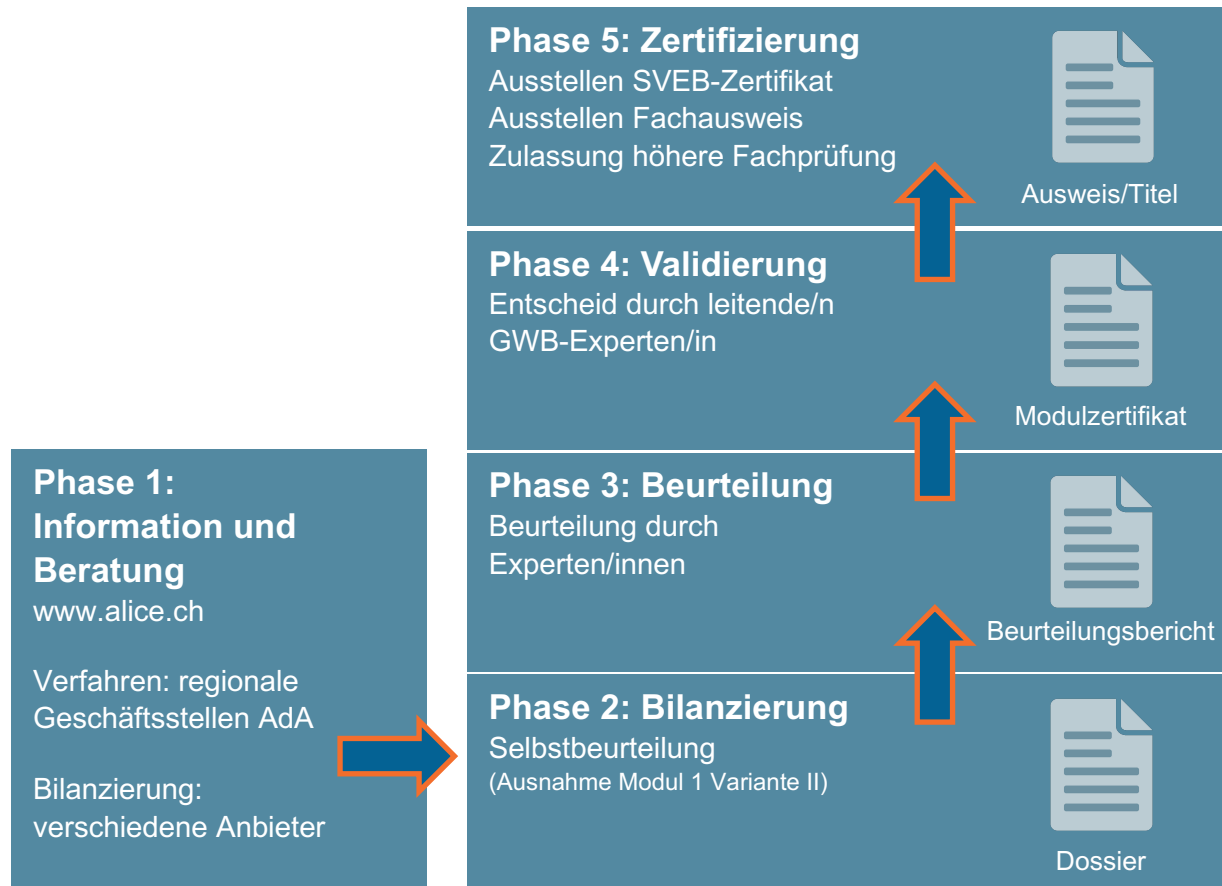 Phase 5: Zertifizierung
Ausstellen SVEB-Zertifikat
Ausstellen Fachausweis
Zulassung höhere Fachprüfung
Ausweis/Titel
Phase 4: Validierung
Entscheid durch leitende/n
GWB-Experten/in
Modulzertifikat
Phase 3: Beurteilung
Beurteilung durch
Experten/innen
Beurteilungsbericht
Phase 1:
Information und
Beratung
www.alice.ch
Verfahren: regionale
Geschäftsstellen AdA
Bilanzierung:
verschiedene Anbieter
Phase 2: Bilanzierung
Selbstbeurteilung
(Ausnahme Modul 1 Variante II)
Dossier